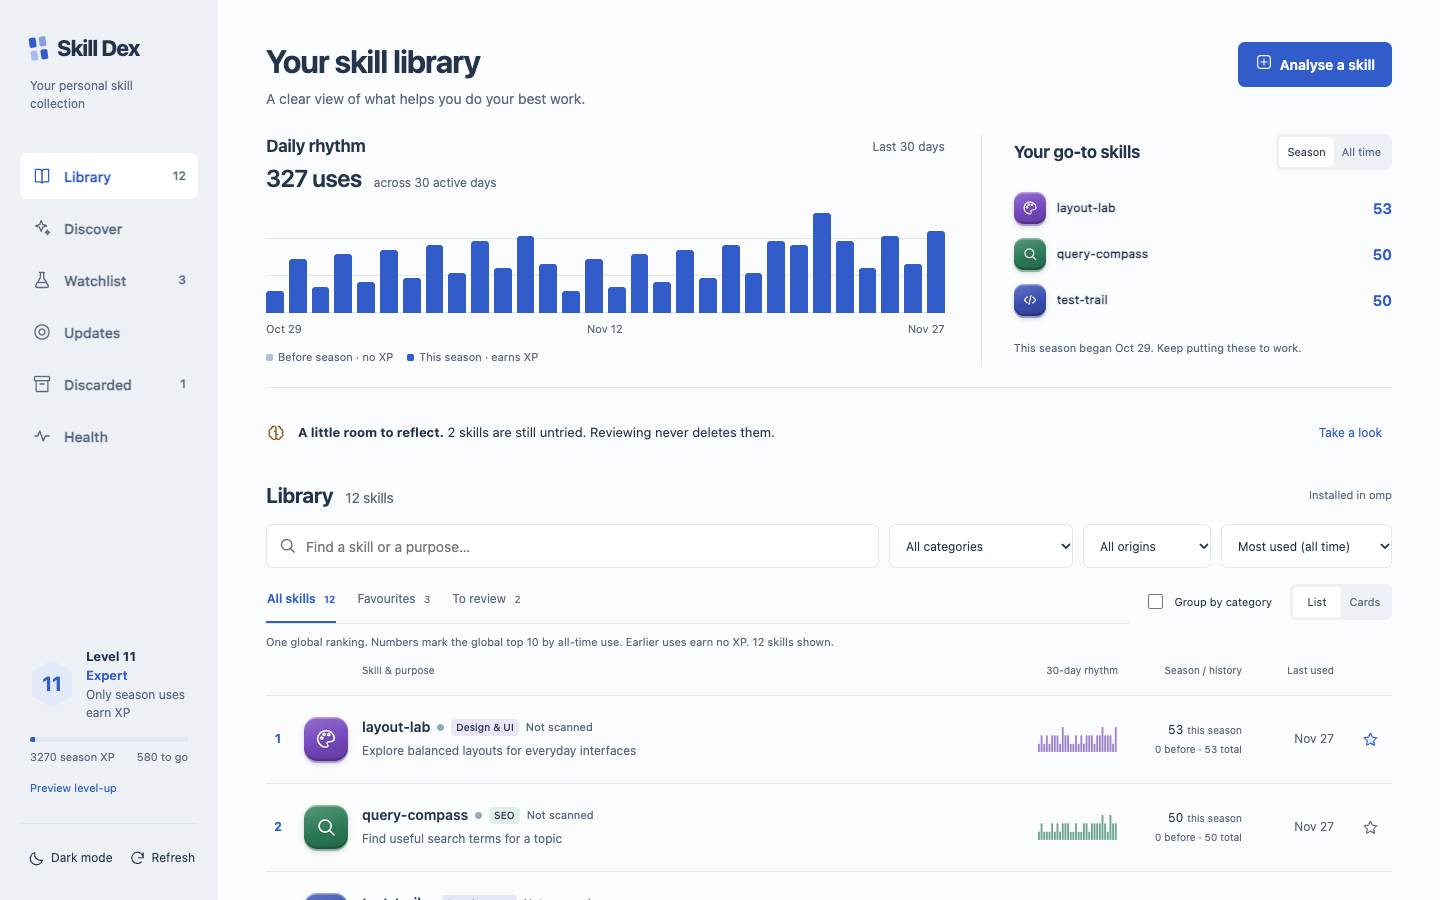 Skill Dex
Your personal skill
collection
Library 12
Discover
Watchlist 3
Updates
Discarded 1
Health
11
Level 11
Expert
Only season uses
earn XP
3270 season XP 580 to go
Preview level-up
Dark mode Refresh
Your skill library
A clear view of what helps you do your best work.
Analyse a skill
Daily rhythm Last 30 days
327 uses across 30 active days
Oct 29 Nov 12 Nov 27
Before season · no XP This season · earns XP
Your go-to skills Season All time
layout-lab 53
query-compass 50
test-trail 50
This season began Oct 29. Keep putting these to work.
A little room to reflect. 2 skills are still untried. Reviewing never deletes them. Take a look
Library 12 skills Installed in omp
Find a skill or a purpose... All categories All origins Most used (all time)
All skills 12 Favourites 3 To review 2 Group by category List Cards
One global ranking. Numbers mark the global top 10 by all-time use. Earlier uses earn no XP. 12 skills shown.
Skill & purpose 30-day rhythm Season / history Last used
1 layout-lab Design & UI Not scanned 53 this season Nov 27
Explore balanced layouts for everyday interfaces 0 before · 53 total
2 query-compass SEO Not scanned 50 this season Nov 27
Find useful search terms for a topic 0 before · 50 total